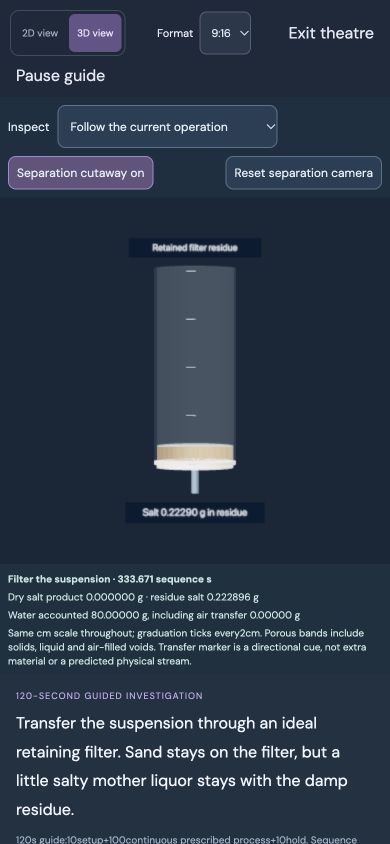 2D view 3D view Format 9:16 Exit theatre
Pause guide
Inspect Follow the current operation
Separation cutaway on Reset separation camera
Retained filter residue
Salt 0.22290 g in residue
Filter the suspension · 333.671 sequence s
Dry salt product 0.000000 g · residue salt 0.222896 g
Water accounted 80.00000 g, including air transfer 0.00000 g
Same cm scale throughout; graduation ticks every2cm. Porous bands include
solids, liquid and air-filled voids. Transfer marker is a directional cue, not extra
material or a predicted physical stream.
120-SECOND GUIDED INVESTIGATION
Transfer the suspension through an ideal
retaining filter. Sand stays on the filter, but a
little salty mother liquor stays with the damp
residue.
120s guide:10setup+100continuous prescribed process+10hold. Sequence